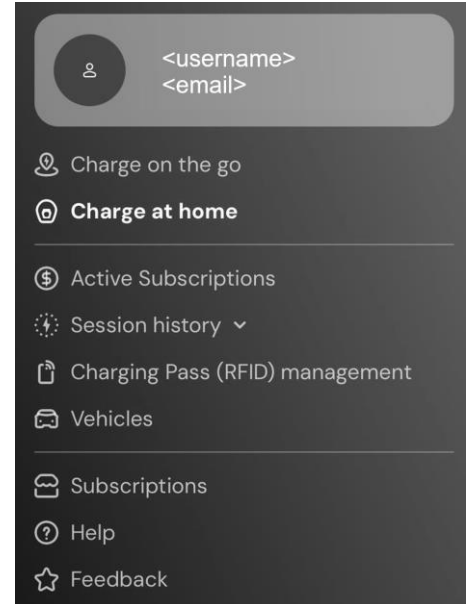 <username>
<email>
Charge on the go
Charge at home
Active Subscriptions
Session history
Charging Pass (RFID) management
Vehicles
Subscriptions
Help
Feedback